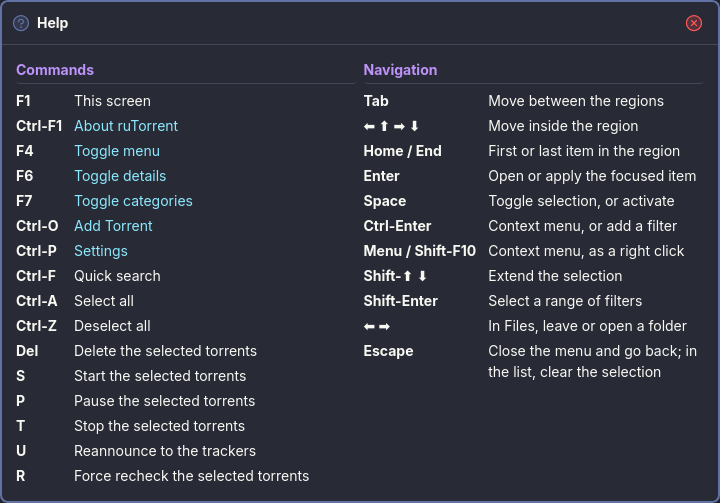 Help
Commands
F1 This screen
Ctrl-F1 About ruTorrent
F4 Toggle menu
F6 Toggle details
F7 Toggle categories
Ctrl-O Add Torrent
Ctrl-P Settings
Ctrl-F Quick search
Ctrl-A Select all
Ctrl-Z Deselect all
Del Delete the selected torrents
S Start the selected torrents
P Pause the selected torrents
T Stop the selected torrents
U Reannounce to the trackers
R Force recheck the selected torrents
Navigation
Tab Move between the regions
⬅ ⬆ ➡ ⬇ Move inside the region
Home / End First or last item in the region
Enter Open or apply the focused item
Space Toggle selection, or activate
Ctrl-Enter Context menu, or add a filter
Menu / Shift-F10 Context menu, as a right click
Shift-⬆ ⬇ Extend the selection
Shift-Enter Select a range of filters
⬅ ➡ In Files, leave or open a folder
Escape Close the menu and go back; in
the list, clear the selection